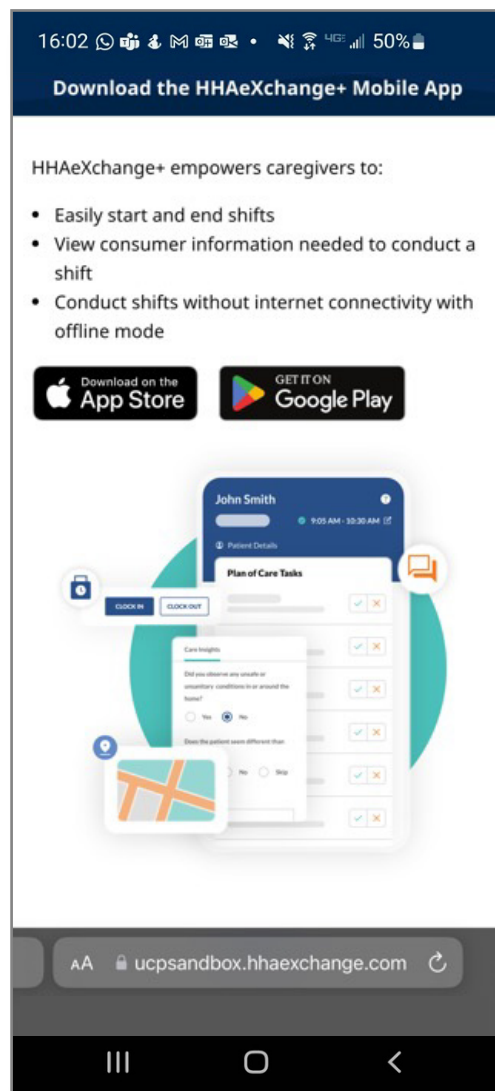 16:02 4GE 50%
Download the HHAeXchange+ Mobile App
HHAeXchange+ empowers caregivers to:
• Easily start and end shifts
• View consumer information needed to conduct a
shift
• Conduct shifts without internet connectivity with
offline mode
Download on the
App Store
GET IT ON
Google Play
John Smith
9:05 AM - 10:30 AM
Patient Details
Plan of Care Tasks
CLOCK IN
CLOCK OUT
Care Insights
Did you observe any unsafe or
unsanitary conditions in or around the
home?
Yes No
Does the patient seem different than
No Skip
AA ucpsandbox.hhaexchange.com